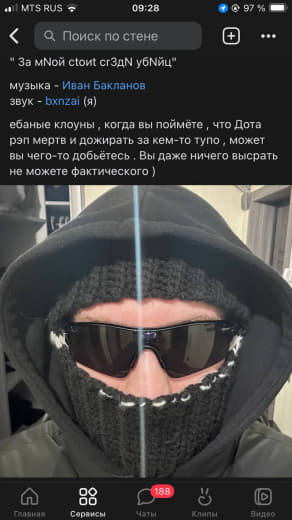 MTS RUS 09:28 97 %
Поиск по стене
" За мNой сtоиt сr3дN убNйц"
музыка - Иван Бакланов
звук - bxnzai (я)
ебаные клоуны , когда вы поймёте , что Дота
рэп мертв и дожирать за кем-то тупо , может
вы чего-то добьётесь . Вы даже ничего высрать
не можете фактического )
188
Главная Сервисы Чаты Клипы Видео